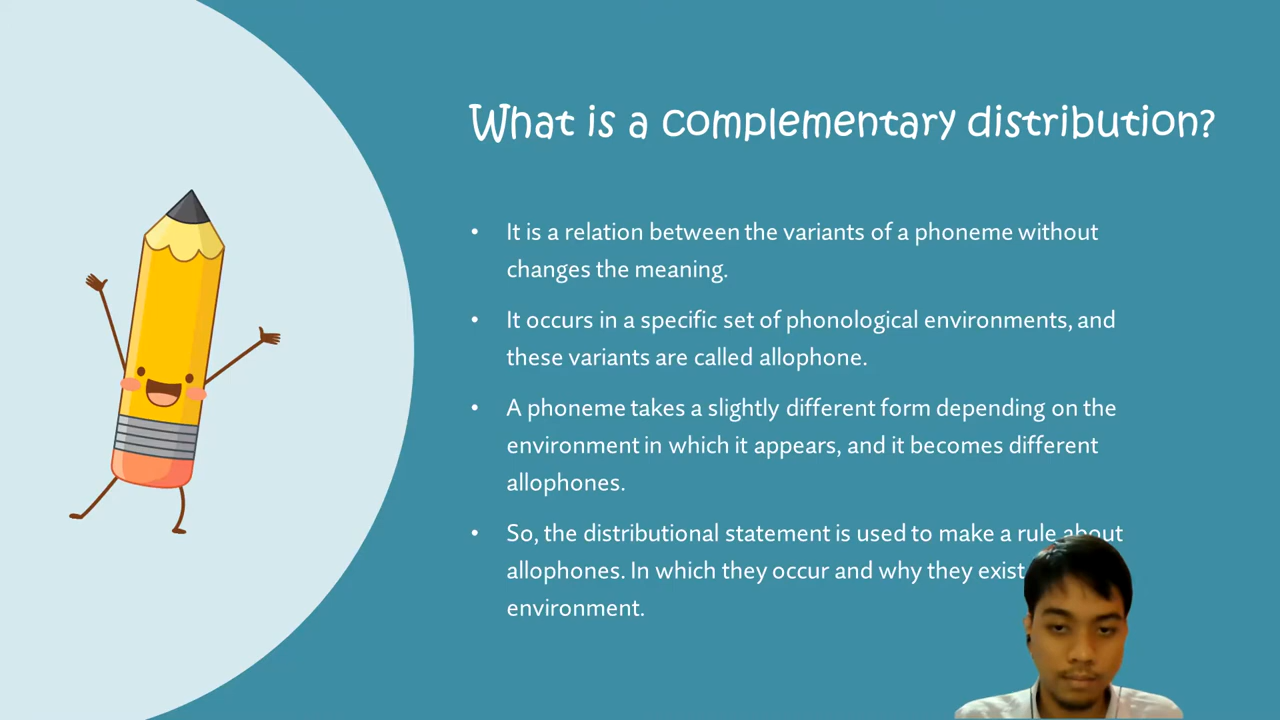 What is a complementary distribution?
• It is a relation between the variants of a phoneme without
changes the meaning.
• It occurs in a specific set of phonological environments, and
these variants are called allophone.
• A phoneme takes a slightly different form depending on the
environment in which it appears, and it becomes different
allophones.
• So, the distributional statement is used to make a rule about
allophones. In which they occur and why they exist
environment.